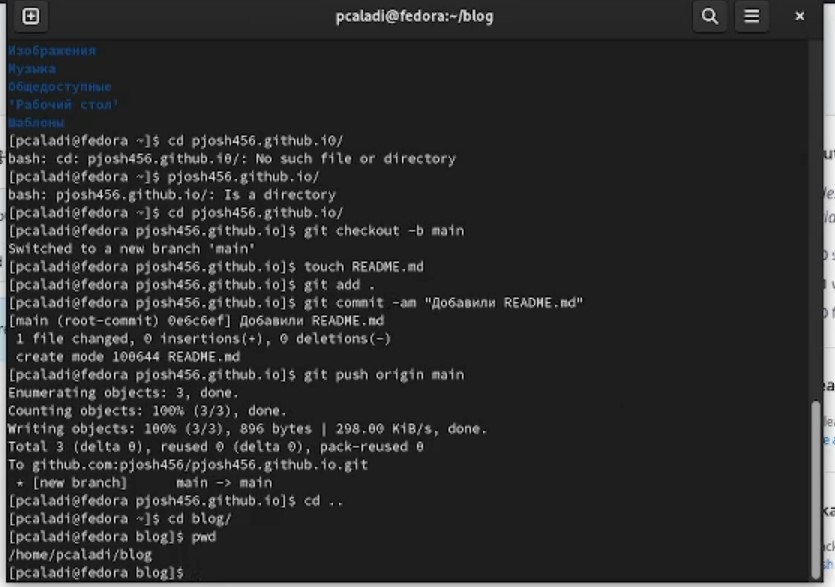 pcaladi@fedora:~/blog
Изображения
Музыка
Общедоступные
'Рабочий стол'
Шаблоны
[pcaladi@fedora ~]$ cd pjosh456.github.i0/
bash: cd: pjosh456.github.i0/: No such file or directory
[pcaladi@fedora ~]$ pjosh456.github.io/
bash: pjosh456.github.io/: Is a directory
[pcaladi@fedora ~]$ cd pjosh456.github.io/
[pcaladi@fedora pjosh456.github.io]$ git checkout -b main
Switched to a new branch 'main'
[pcaladi@fedora pjosh456.github.io]$ touch README.md
[pcaladi@fedora pjosh456.github.io]$ git add .
[pcaladi@fedora pjosh456.github.io]$ git commit -am "Добавили README.md"
[main (root-commit) 0e6c6ef] Добавили README.md
 1 file changed, 0 insertions(+), 0 deletions(-)
 create mode 100644 README.md
[pcaladi@fedora pjosh456.github.io]$ git push origin main
Enumerating objects: 3, done.
Counting objects: 100% (3/3), done.
Writing objects: 100% (3/3), 896 bytes | 298.00 KiB/s, done.
Total 3 (delta 0), reused 0 (delta 0), pack-reused 0
To github.com:pjosh456/pjosh456.github.io.git
 * [new branch]      main -> main
[pcaladi@fedora pjosh456.github.io]$ cd ..
[pcaladi@fedora ~]$ cd blog/
[pcaladi@fedora blog]$ pwd
/home/pcaladi/blog
[pcaladi@fedora blog]$